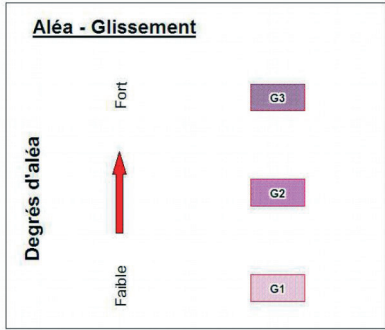 Aléa - Glissement
Degrés d'aléa
Fort
Faible
G3
G2
G1